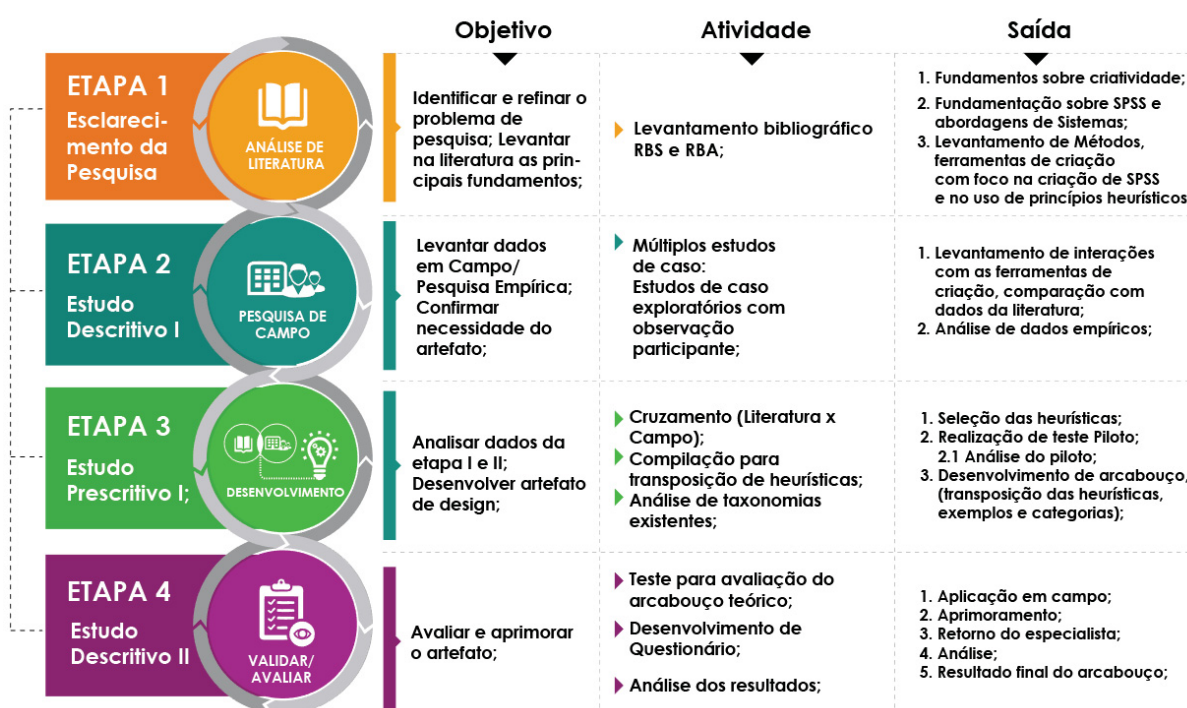 Objetivo
Atividade
Saída
ETAPA 1
Esclareci-
mento da
Pesquisa
ANÁLISE DE
LITERATURA
Identificar e refinar o
problema de
pesquisa; Levantar
na literatura as prin-
cipais fundamentos;
Levantamento bibliográfico
RBS e RBA;
1. Fundamentos sobre criatividade;
2. Fundamentação sobre SPSS e
abordagens de Sistemas;
3. Levantamento de Métodos,
ferramentas de criação
com foco na criação de SPSS
e no uso de princípios heurísticos
ETAPA 2
Estudo
Descritivo I
PESQUISA DE
CAMPO
Levantar dados
em Campo/
Pesquisa Empírica;
Confirmar
necessidade do
artefato;
Múltiplos estudos
de caso:
Estudos de caso
exploratórios com
observação
participante;
1. Levantamento de interações
com as ferramentas de
criação, comparação com
dados da literatura;
2. Análise de dados empíricos;
ETAPA 3
Estudo
Prescritivo I;
DESENVOLVIMENTO
Analisar dados da
etapa I e II;
Desenvolver artefato
de design;
Cruzamento (Literatura x
Campo);
Compilação para
transposição de heurísticas;
Análise de taxonomias
existentes;
1. Seleção das heurísticas;
2. Realização de teste Piloto;
2.1 Análise do piloto;
3. Desenvolvimento de arcabouço,
(transposição das heurísticas,
exemplos e categorias);
ETAPA 4
Estudo
Descritivo II
VALIDAR/
AVALIAR
Avaliar e aprimorar
o artefato;
Teste para avaliação do
arcabouço teórico;
Desenvolvimento de
Questionário;
Análise dos resultados;
1. Aplicação em campo;
2. Aprimoramento;
3. Retorno do especialista;
4. Análise;
5. Resultado final do arcabouço;